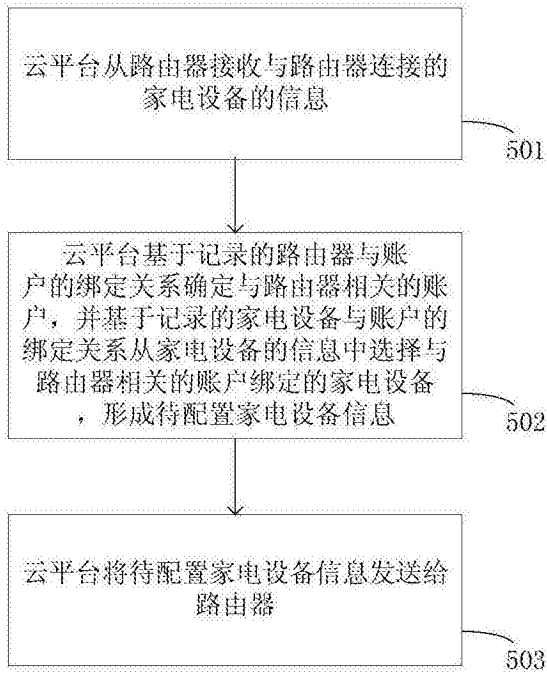 云平台从路由器接收与路由器连接的
家电设备的信息
501
云平台基于记录的路由器与账
户的绑定关系确定与路由器相关的账
户，并基于记录的家电设备与账户的
绑定关系从家电设备的信息中选择与
路由器相关的账户绑定的家电设备
，形成待配置家电设备信息
502
云平台将待配置家电设备信息发送给
路由器
503